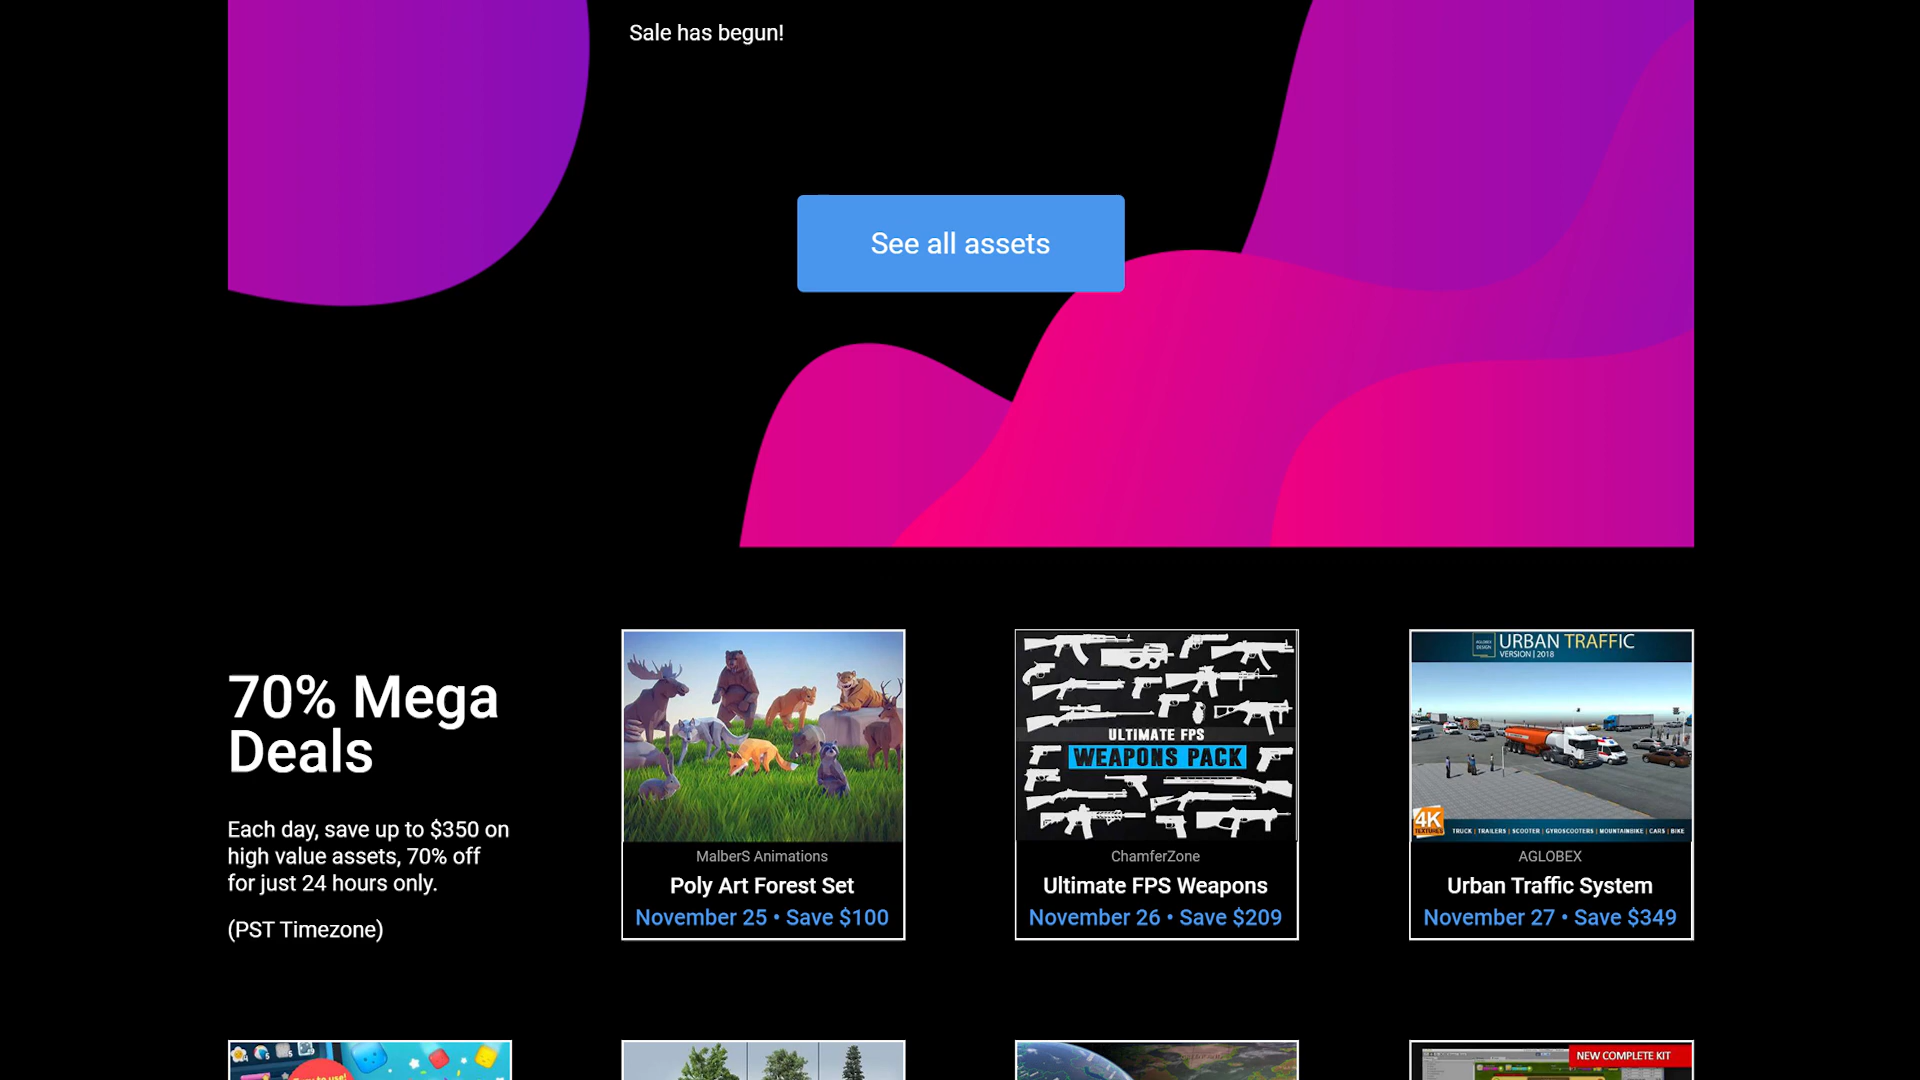 Sale has begun!
See all assets
70% Mega
Deals
Each day, save up to $350 on
high value assets, 70% off
for just 24 hours only.
(PST Timezone)
ULTIMATE FPS
WEAPONS PACK
URBAN TRAFFIC
VERSION | 2018
4K
TEXTURES
TRUCK | TRAILERS | SCOOTER | GYROSCOOTERS | MOUNTAINBIKE | CARS | BIKE
MalberS Animations
Poly Art Forest Set
November 25 • Save $100
ChamferZone
Ultimate FPS Weapons
November 26 • Save $209
AGLOBEX
Urban Traffic System
November 27 • Save $349
NEW COMPLETE KIT